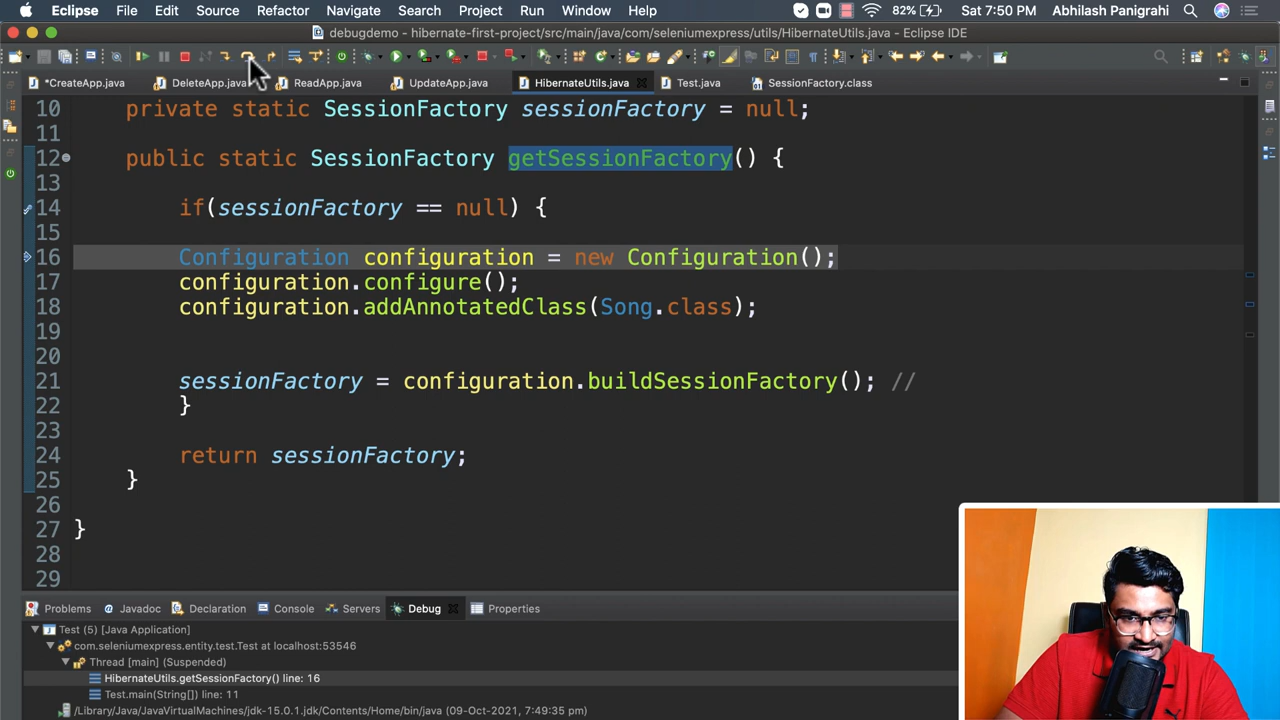 Eclipse File Edit Source Refactor Navigate Search Project Run Window Help 82% Sat 7:50 PM Abhilash Panigrahi
debugdemo - hibernate-first-project/src/main/java/com/seleniumexpress/utils/HibernateUtils.java - Eclipse IDE
*CreateApp.java DeleteApp.java ReadApp.java UpdateApp.java HibernateUtils.java Test.java SessionFactory.class
10 private static SessionFactory sessionFactory = null;
11
12 public static SessionFactory getSessionFactory() {
13
14 if(sessionFactory == null) {
15
16 Configuration configuration = new Configuration();
17 configuration.configure();
18 configuration.addAnnotatedClass(Song.class);
19
20
21 sessionFactory = configuration.buildSessionFactory(); //
22 }
23
24 return sessionFactory;
25 }
26
27 }
28
29
Problems Javadoc Declaration Console Servers Debug Properties
Test (5) [Java Application]
com.seleniumexpress.entity.test.Test at localhost:53546
Thread [main] (Suspended)
HibernateUtils.getSessionFactory() line: 16
Test.main(String[]) line: 11
/Library/Java/JavaVirtualMachines/jdk-15.0.1.jdk/Contents/Home/bin/java (09-Oct-2021, 7:49:35 pm)